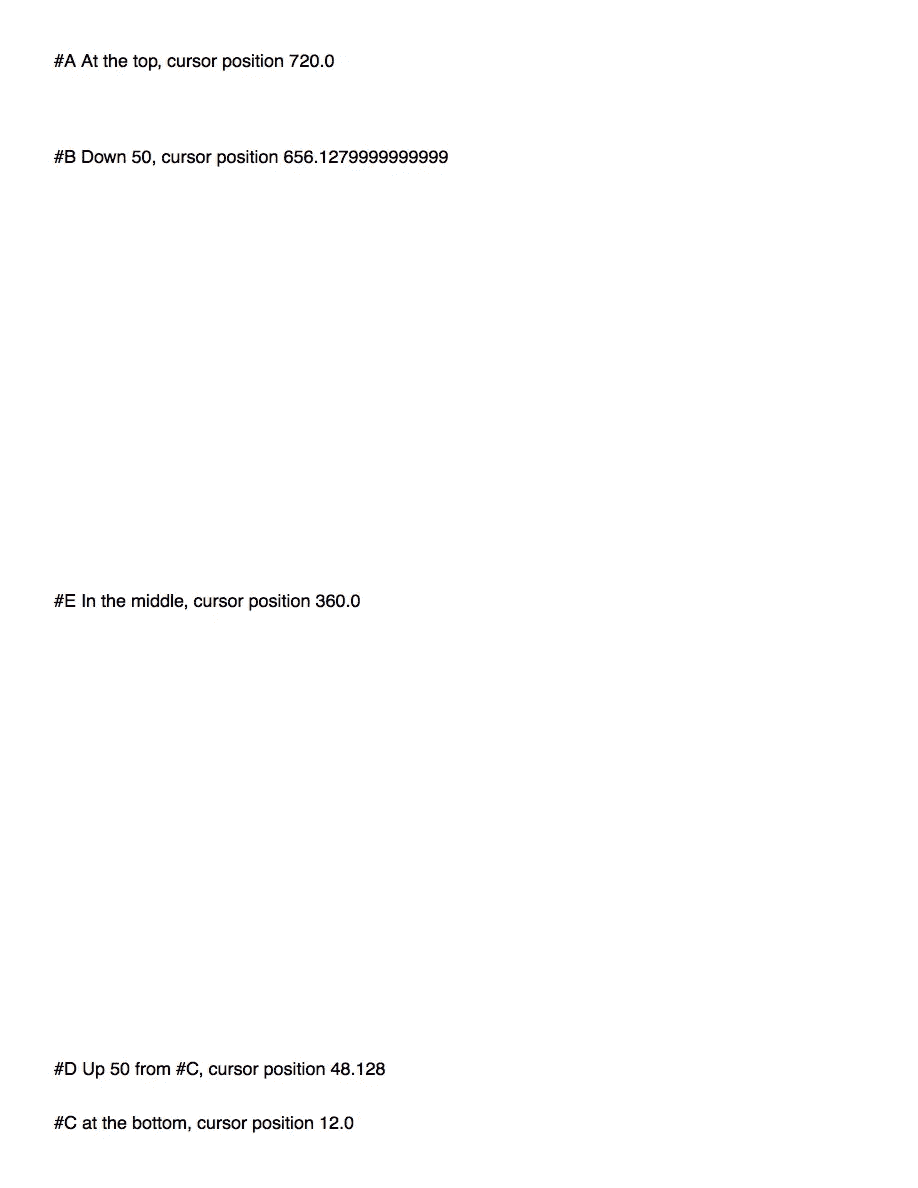 #A At the top, cursor position 720.0
#B Down 50, cursor position 656.1279999999999
#E In the middle, cursor position 360.0
#D Up 50 from #C, cursor position 48.128
#C at the bottom, cursor position 12.0